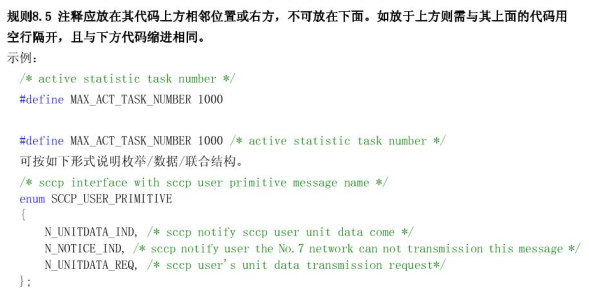 规则8.5 注释应放在其代码上方相邻位置或右方，不可放在下面。如放于上方则需与其上面的代码用
空行隔开，且与下方代码缩进相同。
示例：
/* active statistic task number */
#define MAX_ACT_TASK_NUMBER 1000
#define MAX_ACT_TASK_NUMBER 1000 /* active statistic task number */
可按如下形式说明枚举/数据/联合结构。
/* sccp interface with sccp user primitive message name */
enum SCCP_USER_PRIMITIVE
{
N_UNITDATA_IND, /* sccp notify sccp user unit data come */
N_NOTICE_IND, /* sccp notify user the No.7 network can not transmission this message */
N_UNITDATA_REQ, /* sccp user's unit data transmission request*/
};